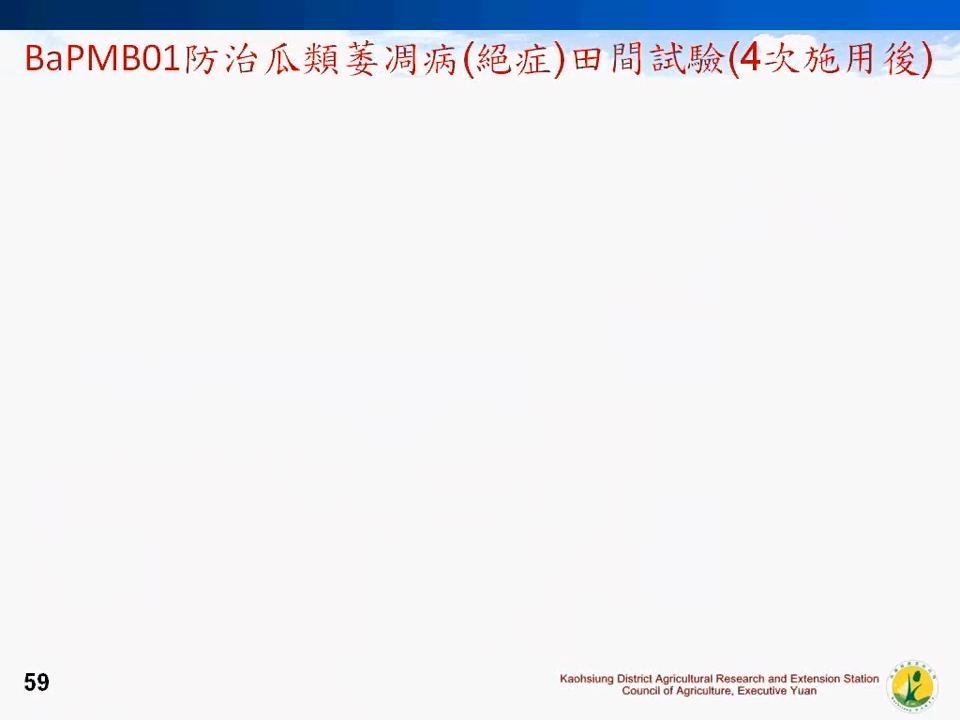 BaPMB01防治瓜類萎凋病(絕症)田間試驗(4次施用後)
59
Kaohsiung District Agricultural Research and Extension Station
Council of Agriculture, Executive Yuan